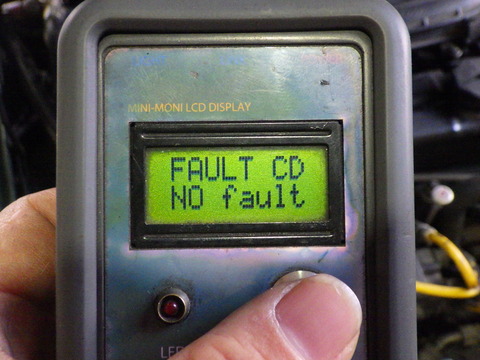 MINI-MONI LCD DISPLAY
FAULT CD
NO fault